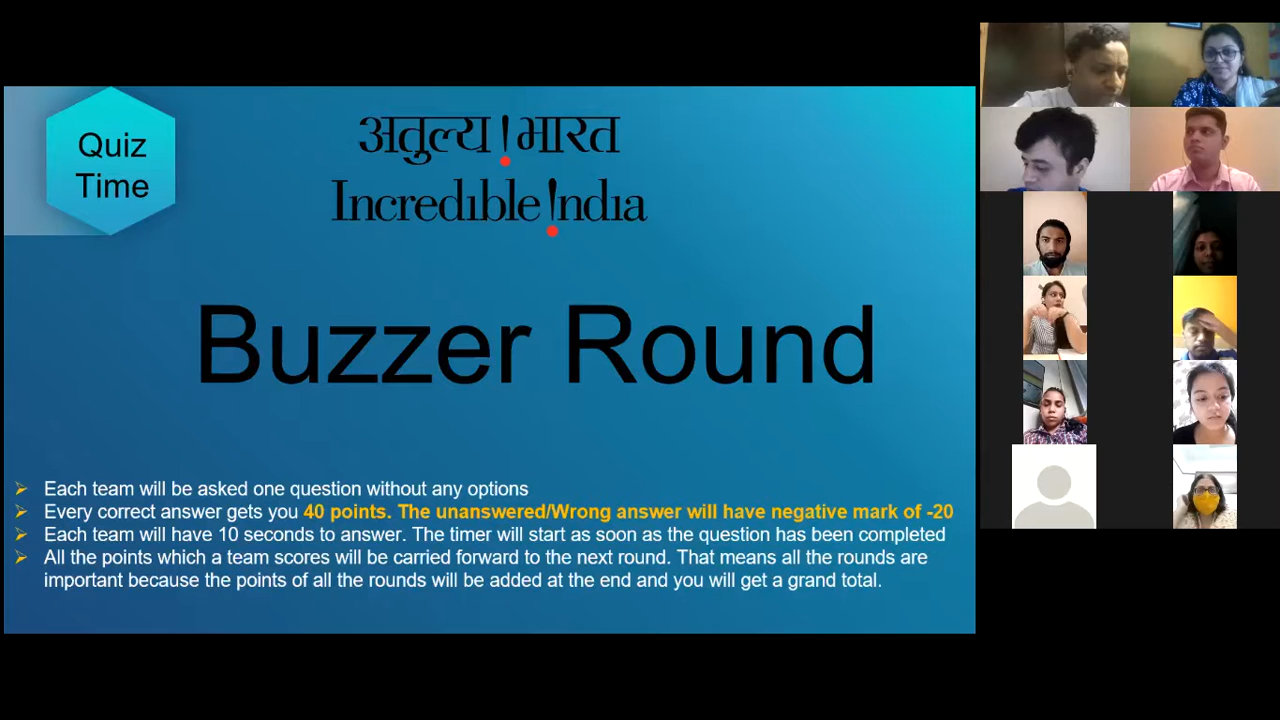 Quiz
Time
अतुल्य ! भारत
Incredible !ndia
Buzzer Round
Each team will be asked one question without any options
Every correct answer gets you 40 points. The unanswered/Wrong answer will have negative mark of -20
Each team will have 10 seconds to answer. The timer will start as soon as the question has been completed
All the points which a team scores will be carried forward to the next round. That means all the rounds are
important because the points of all the rounds will be added at the end and you will get a grand total.